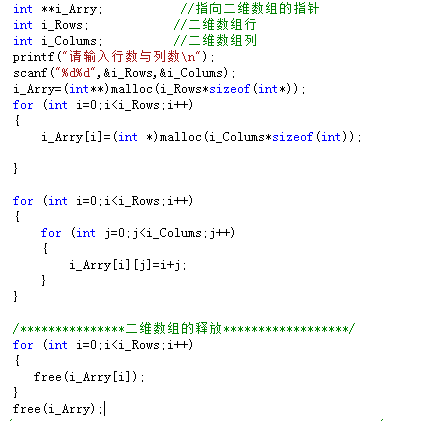 int **i_Arry;           //指向二维数组的指针
int i_Rows;            //二维数组行
int i_Colums;          //二维数组列
printf("请输入行数与列数\n");
scanf("%d%d",&i_Rows,&i_Colums);
i_Arry=(int**)malloc(i_Rows*sizeof(int*));
for (int i=0;i<i_Rows;i++)
{
    i_Arry[i]=(int *)malloc(i_Colums*sizeof(int));
}
for (int i=0;i<i_Rows;i++)
{
    for (int j=0;j<i_Colums;j++)
    {
        i_Arry[i][j]=i+j;
    }
}
/***************二维数组的释放******************/
for (int i=0;i<i_Rows;i++)
{
   free(i_Arry[i]);
}
free(i_Arry);